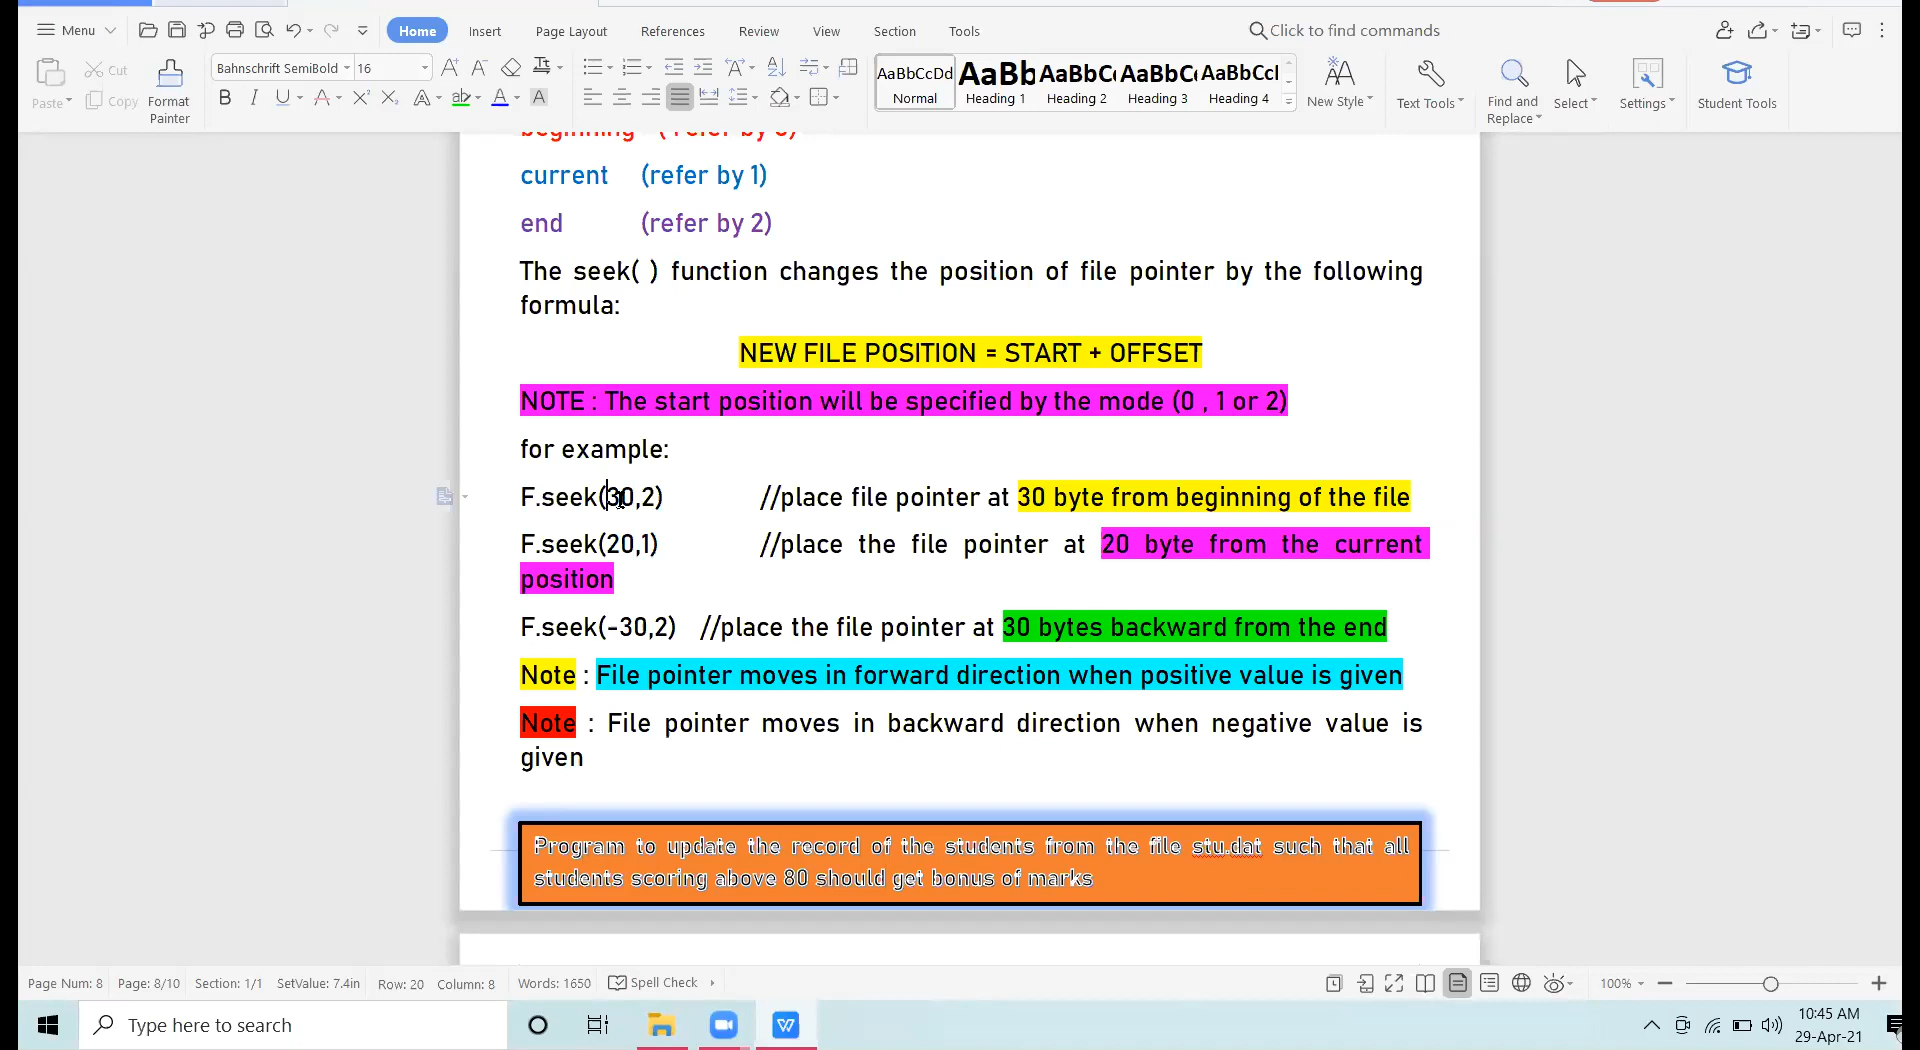 Menu
Home
Insert
Page Layout
References
Review
View
Section
Tools
Click to find commands
Paste
Cut
Copy
Format
Painter
Bahnschrift SemiBold
16
AaBbCcDd
Normal
AaBb
Heading 1
AaBbC
Heading 2
AaBbC
Heading 3
AaBbCcI
Heading 4
New Style
Text Tools
Find and
Replace
Select
Settings
Student Tools
current (refer by 1)
end (refer by 2)
The seek( ) function changes the position of file pointer by the following
formula:
NEW FILE POSITION = START + OFFSET
NOTE : The start position will be specified by the mode (0 , 1 or 2)
for example:
F.seek(30,2) //place file pointer at 30 byte from beginning of the file
F.seek(20,1) //place the file pointer at 20 byte from the current
position
F.seek(-30,2) //place the file pointer at 30 bytes backward from the end
Note : File pointer moves in forward direction when positive value is given
Note : File pointer moves in backward direction when negative value is
given
Program to update the record of the students from the file stu.dat such that all
students scoring above 80 should get bonus of marks
Page Num: 8
Page: 8/10
Section: 1/1
SetValue: 7.4in
Row: 20
Column: 8
Words: 1650
Spell Check
100%
Type here to search
10:45 AM
29-Apr-21